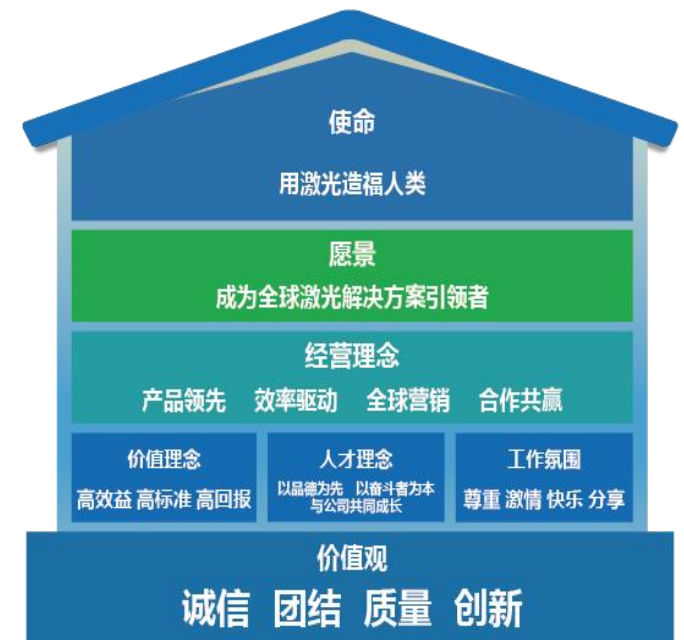 使命
用激光造福人类
愿景
成为全球激光解决方案引领者
经营理念
产品领先 效率驱动 全球营销 合作共赢
价值理念
高效益 高标准 高回报
人才理念
以品德为先 以奋斗者为本
与公司共同成长
工作氛围
尊重 激情 快乐 分享
价值观
诚信 团结 质量 创新